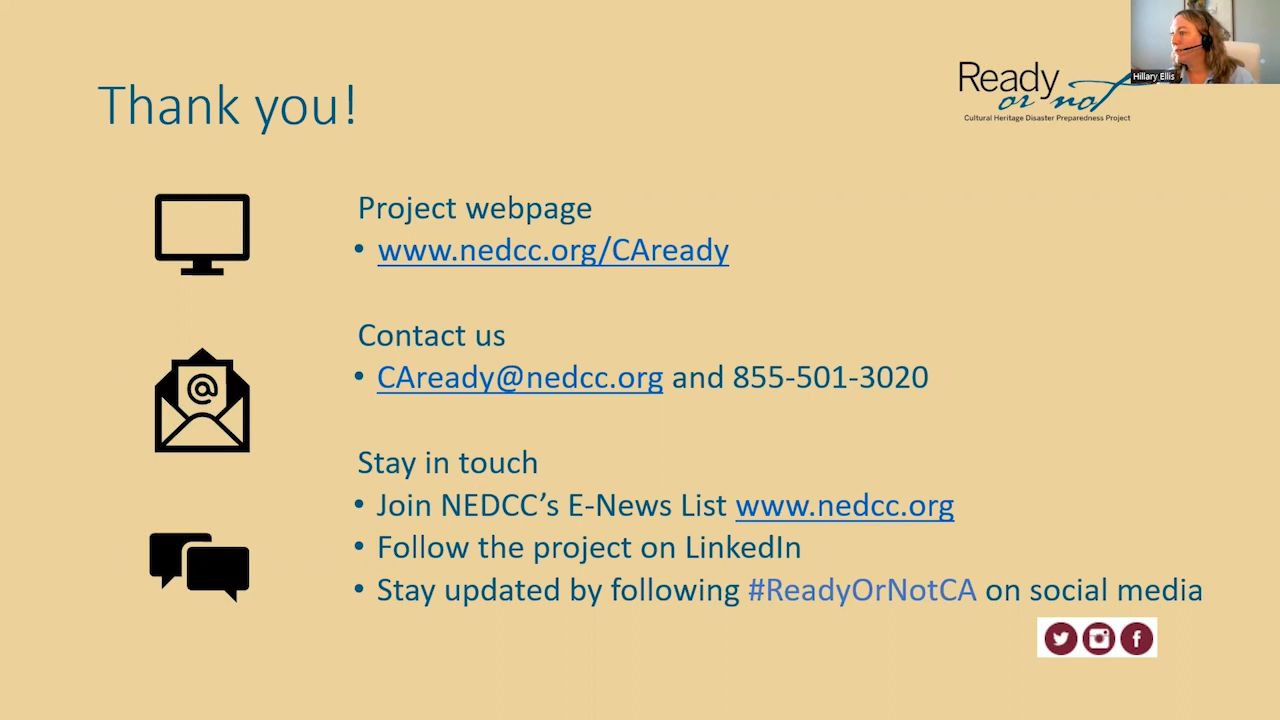 Thank you!
Ready
or not
Cultural Heritage Disaster Preparedness Project
Hillary Ellis
Project webpage
• www.nedcc.org/CAready
Contact us
• CAready@nedcc.org and 855-501-3020
Stay in touch
• Join NEDCC’s E-News List www.nedcc.org
• Follow the project on LinkedIn
• Stay updated by following #ReadyOrNotCA on social media